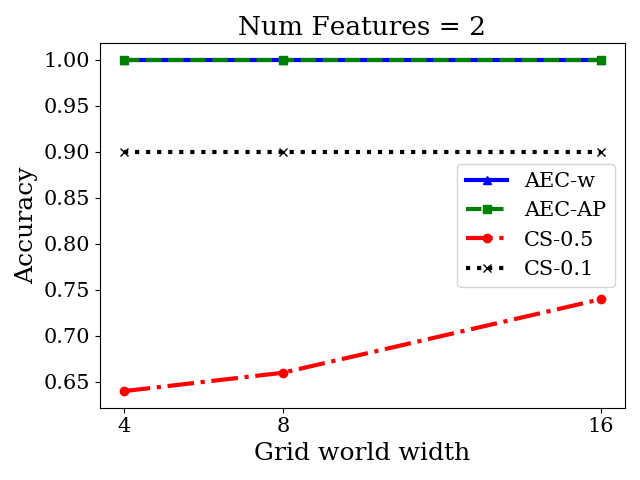 Num Features = 2
1.00
0.95
0.90
0.85
0.80
0.75
0.70
0.65
Accuracy
AEC-w
AEC-AP
CS-0.5
CS-0.1
4
8
16
Grid world width